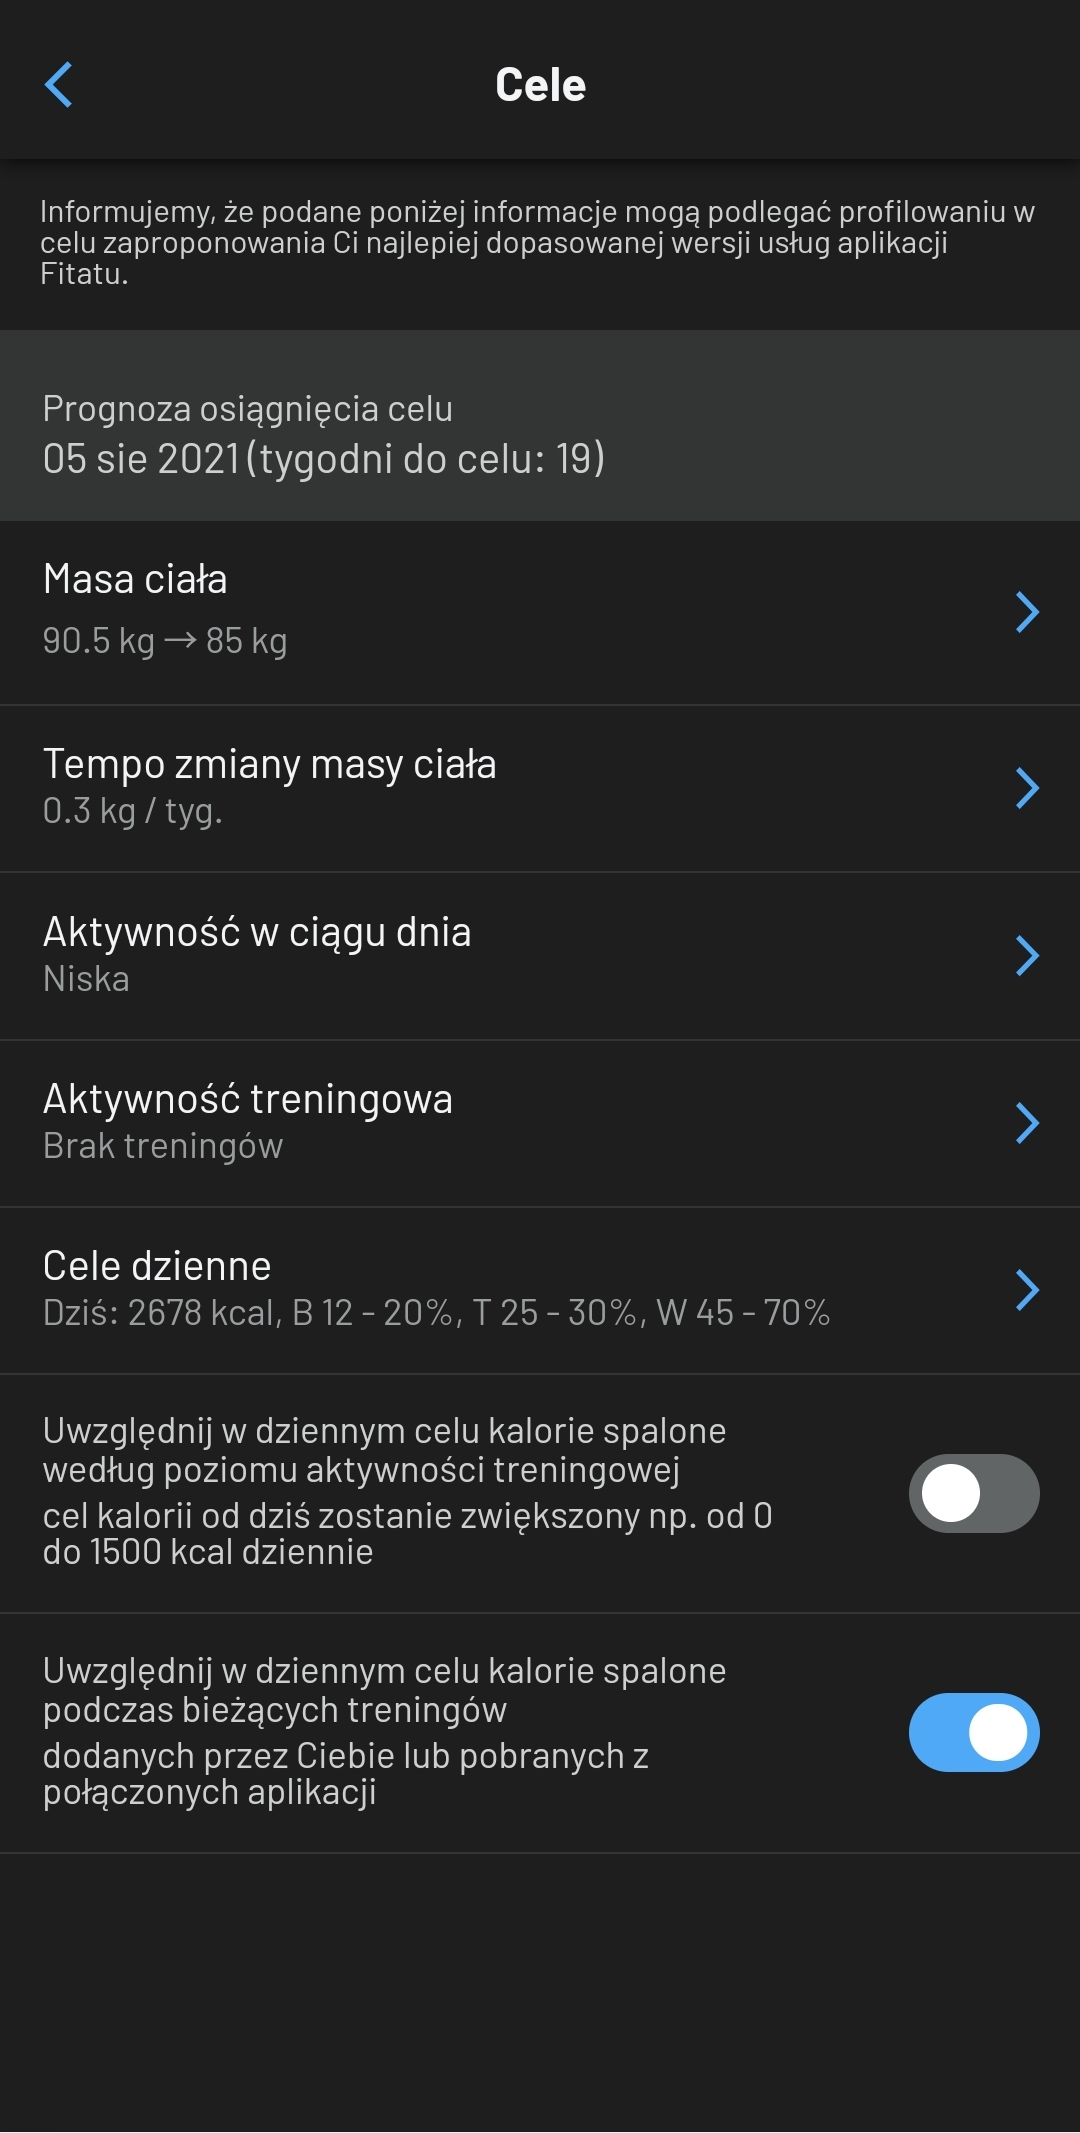 Cele
Informujemy, że podane poniżej informacje mogą podlegać profilowaniu w
celu zaproponowania Ci najlepiej dopasowanej wersji usług aplikacji
Fitatu.
Prognoza osiągnięcia celu
05 sie 2021 (tygodni do celu: 19)
Masa ciała
90.5 kg → 85 kg
Tempo zmiany masy ciała
0.3 kg / tyg.
Aktywność w ciągu dnia
Niska
Aktywność treningowa
Brak treningów
Cele dzienne
Dziś: 2678 kcal, B 12 - 20%, T 25 - 30%, W 45 - 70%
Uwzględnij w dziennym celu kalorie spalone
według poziomu aktywności treningowej
cel kalorii od dziś zostanie zwiększony np. od 0
do 1500 kcal dziennie
Uwzględnij w dziennym celu kalorie spalone
podczas bieżących treningów
dodanych przez Ciebie lub pobranych z
połączonych aplikacji